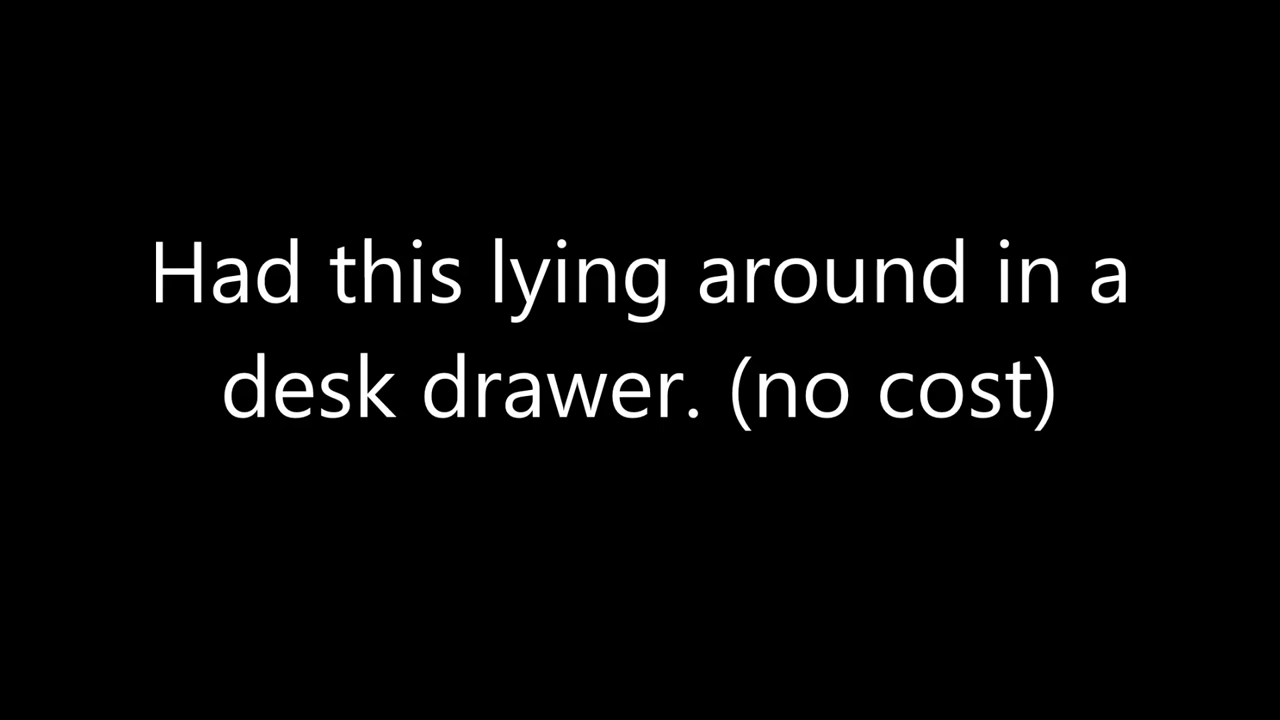 Had this lying around in a
desk drawer. (no cost)